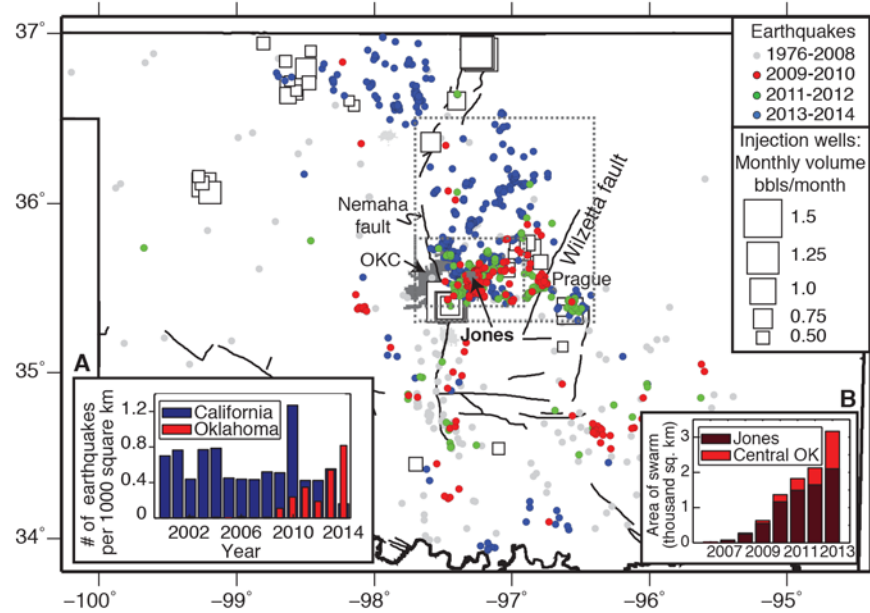 37°
36°
35°
34°
−100
−99
−98
−97
−96
−95
Earthquakes
1976-2008
2009-2010
2011-2012
2013-2014
Injection wells:
Monthly volume
bbls/month
1.5
1.25
1.0
0.75
0.50
Nemaha
fault
Wilzetta fault
OKC
Prague
Jones
A
1.2
0.8
0.4
0
California
Oklahoma
# of earthquakes
per 1000 square km
2002
2006
2010
2014
Year
B
3
2
1
0
Jones
Central OK
Area of swarm
(thousand sq. km)
2007
2009
2011
2013